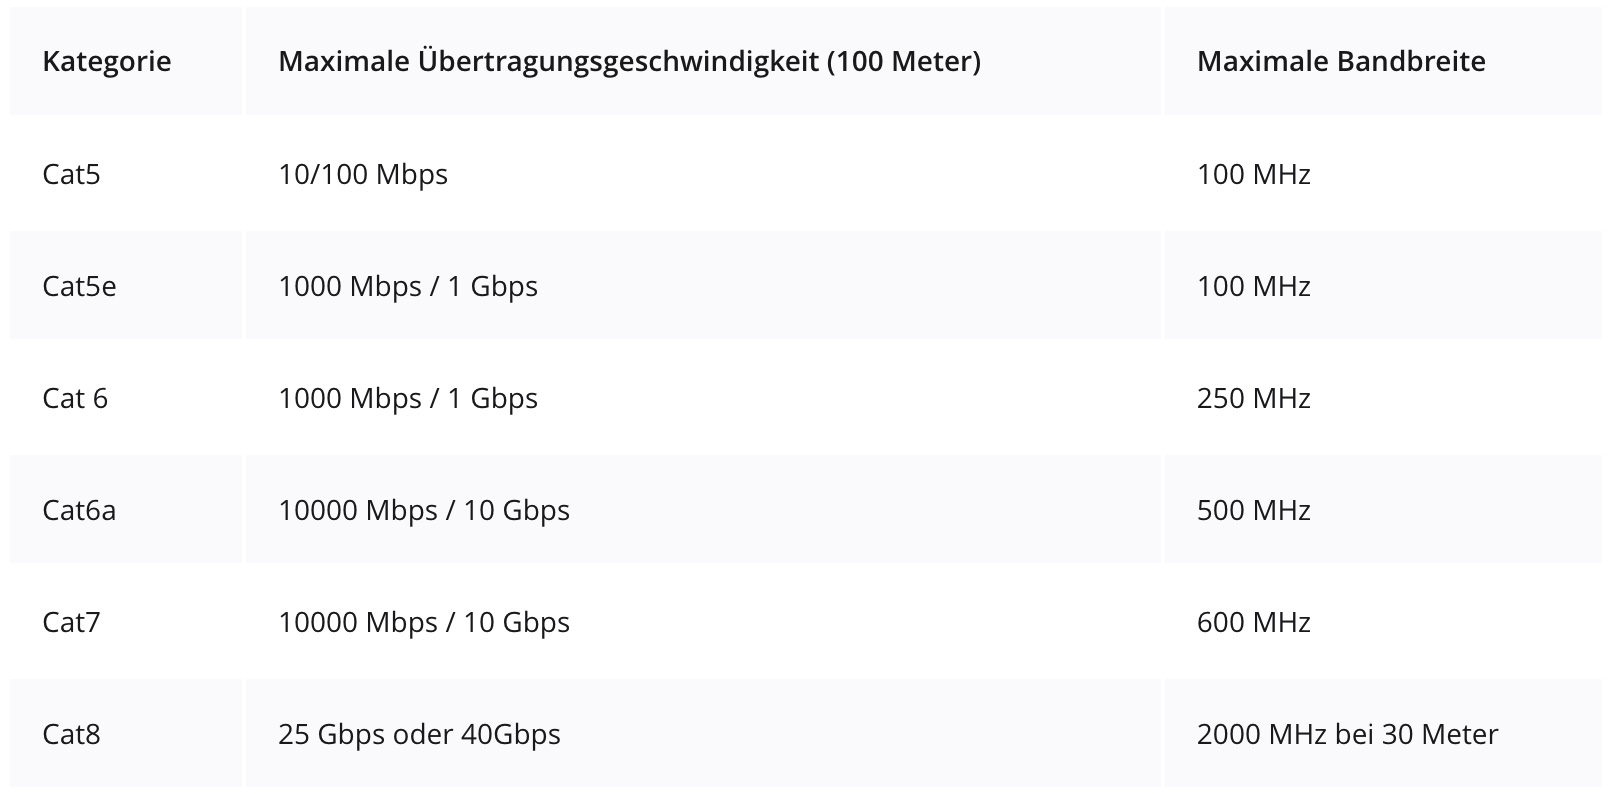 Kategorie Maximale Übertragungsgeschwindigkeit (100 Meter) Maximale Bandbreite
Cat5 10/100 Mbps 100 MHz
Cat5e 1000 Mbps / 1 Gbps 100 MHz
Cat 6 1000 Mbps / 1 Gbps 250 MHz
Cat6a 10000 Mbps / 10 Gbps 500 MHz
Cat7 10000 Mbps / 10 Gbps 600 MHz
Cat8 25 Gbps oder 40Gbps 2000 MHz bei 30 Meter